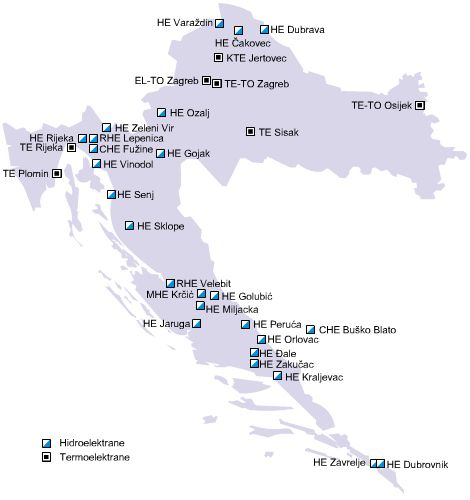 HE Varaždin
HE Dubrava
HE Čakovec
KTE Jertovec
EL-TO Zagreb
TE-TO Zagreb
TE-TO Osijek
HE Ozalj
HE Zeleni Vir
TE Sisak
HE Rijeka
RHE Lepenica
TE Rijeka
CHE Fužine
HE Gojak
HE Vinodol
TE Plomin
HE Senj
HE Sklope
RHE Velebit
MHE Krčić
HE Golubić
HE Miljacka
HE Jaruga
HE Peruća
CHE Buško Blato
HE Orlovac
HE Đale
HE Zakučac
HE Kraljevac
Hidroelektrane
Termoelektrane
HE Zavrelje
HE Dubrovnik